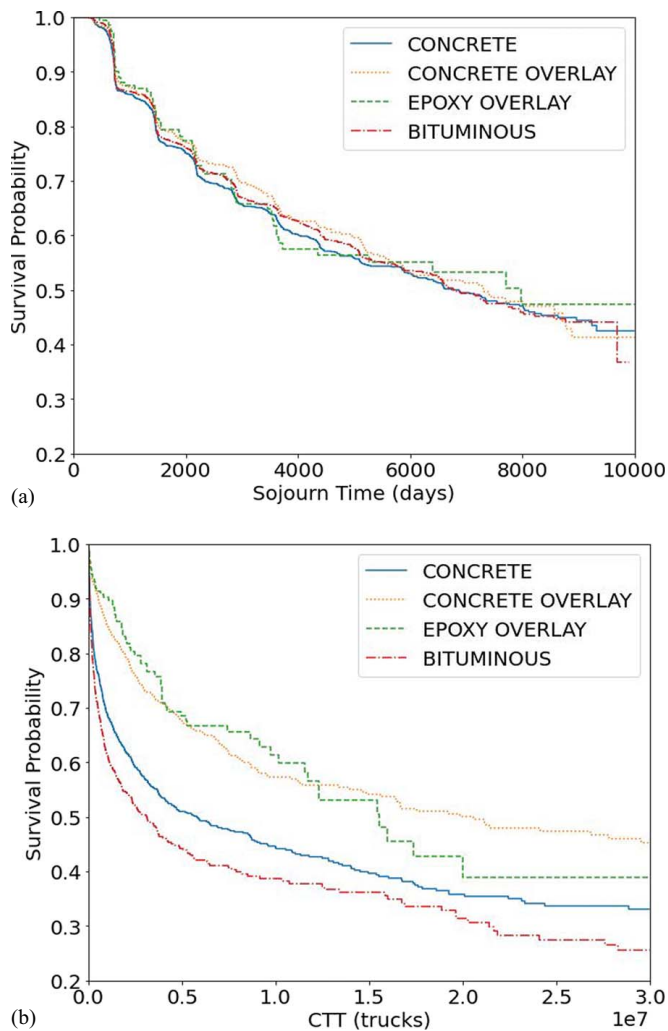 1.0
0.9
0.8
0.7
0.6
0.5
0.4
0.3
0.2
Survival Probability
CONCRETE
CONCRETE OVERLAY
EPOXY OVERLAY
BITUMINOUS
0 2000 4000 6000 8000 10000
Sojourn Time (days)
(a)
1.0
0.9
0.8
0.7
0.6
0.5
0.4
0.3
0.2
Survival Probability
CONCRETE
CONCRETE OVERLAY
EPOXY OVERLAY
BITUMINOUS
0.0 0.5 1.0 1.5 2.0 2.5 3.0
1e7
CTT (trucks)
(b)